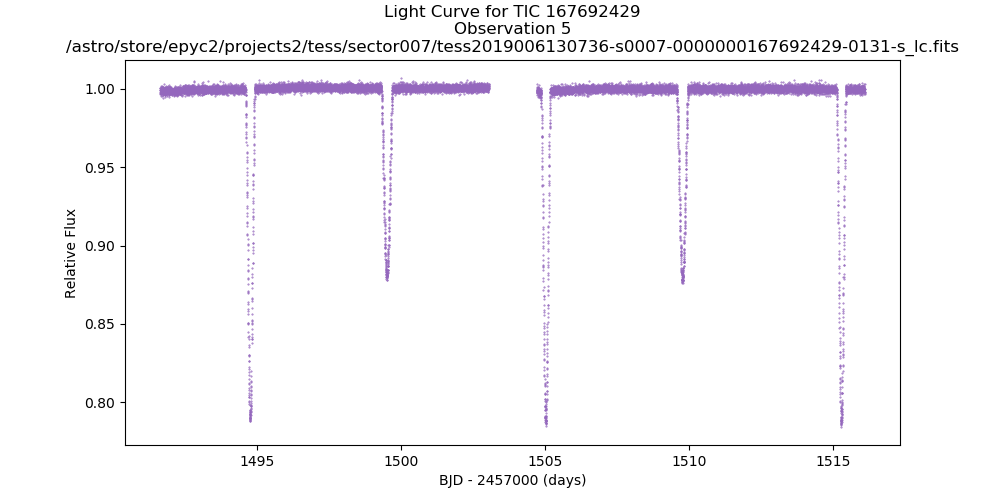 Light Curve for TIC 167692429
Observation 5
/astro/store/epyc2/projects2/tess/sector007/tess2019006130736-s0007-0000000167692429-0131-s_lc.fits
1.00
0.95
0.90
0.85
0.80
Relative Flux
1495
1500
1505
1510
1515
BJD - 2457000 (days)